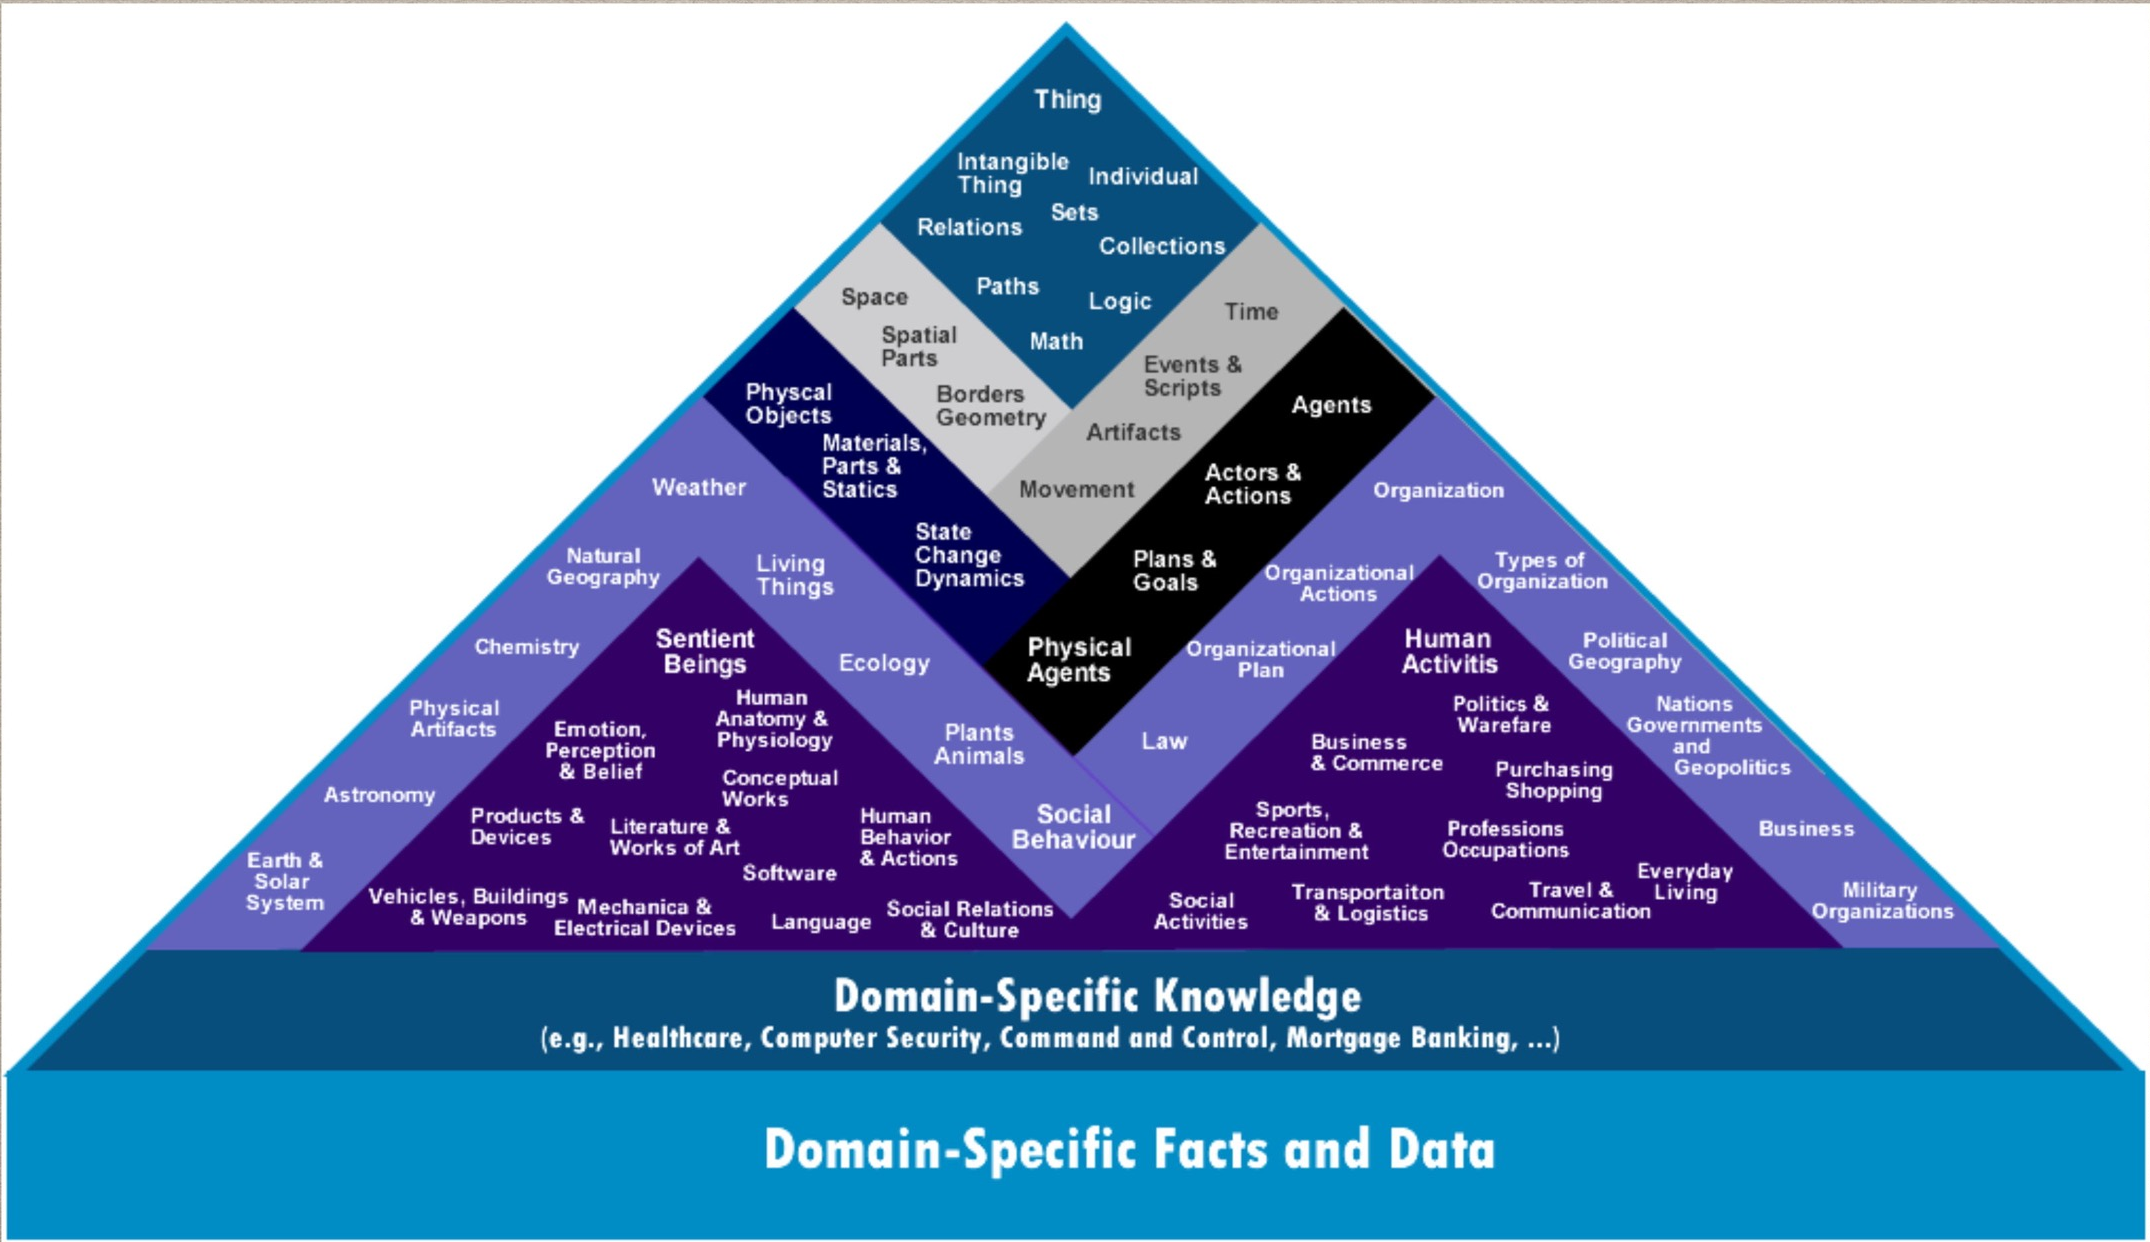 Thing
Intangible
Thing
Individual
Sets
Relations
Collections
Paths
Logic
Math
Space
Spatial
Parts
Borders
Geometry
Time
Events &
Scripts
Artifacts
Movement
Physcal
Objects
Materials,
Parts &
Statics
State
Change
Dynamics
Agents
Actors &
Actions
Plans &
Goals
Physical
Agents
Weather
Natural
Geography
Chemistry
Physical
Artifacts
Astronomy
Earth &
Solar
System
Living
Things
Ecology
Plants
Animals
Social
Behaviour
Organization
Types of
Organization
Organizational
Actions
Organizational
Plan
Law
Political
Geography
Nations
Governments
and
Geopolitics
Business
Military
Organizations
Sentient
Beings
Human
Anatomy &
Physiology
Emotion,
Perception
& Belief
Conceptual
Works
Products &
Devices
Literature &
Works of Art
Human
Behavior
& Actions
Software
Vehicles, Buildings
& Weapons
Mechanica &
Electrical Devices
Language
Social Relations
& Culture
Human
Activitis
Politics &
Warefare
Business
& Commerce
Purchasing
Shopping
Sports,
Recreation &
Entertainment
Professions
Occupations
Everyday
Living
Social
Activities
Transportaiton
& Logistics
Travel &
Communication
Domain-Specific Knowledge
(e.g., Healthcare, Computer Security, Command and Control, Mortgage Banking, ...)
Domain-Specific Facts and Data